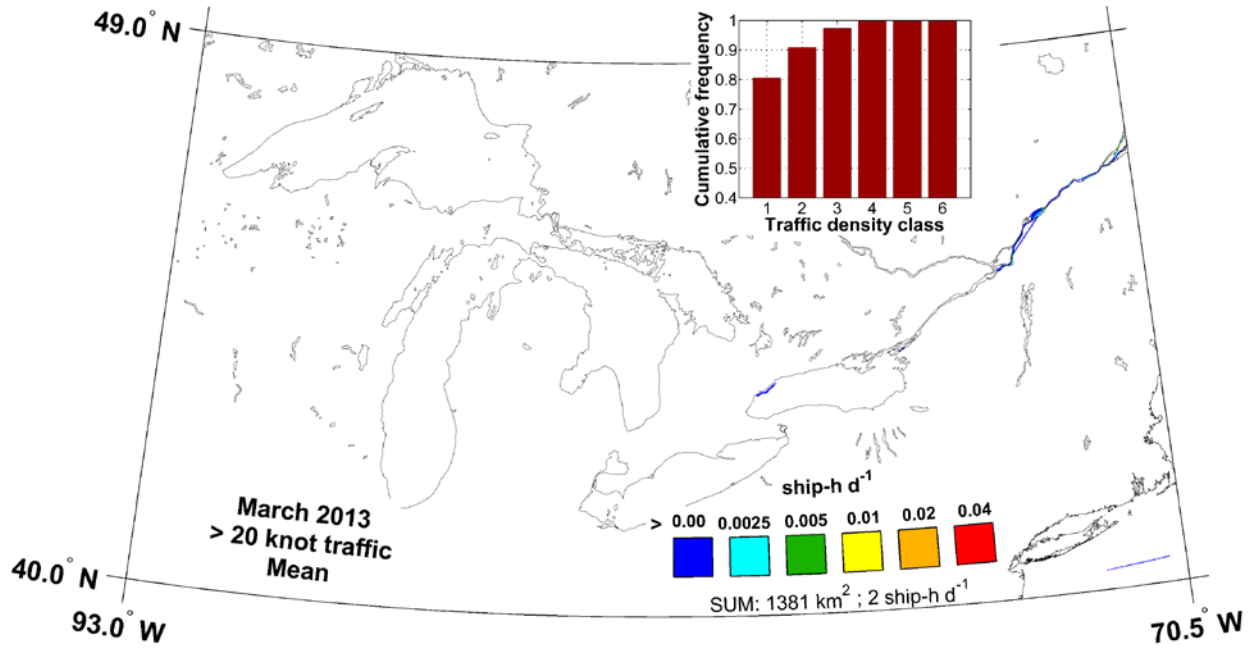 49.0° N
Cumulative frequency
1
0.9
0.8
0.7
0.6
0.5
0.4
1 2 3 4 5 6
Traffic density class
March 2013
> 20 knot traffic
Mean
ship-h d⁻¹
> 0.00 0.0025 0.005 0.01 0.02 0.04
SUM: 1381 km² ; 2 ship-h d⁻¹
40.0° N
93.0° W
70.5° W